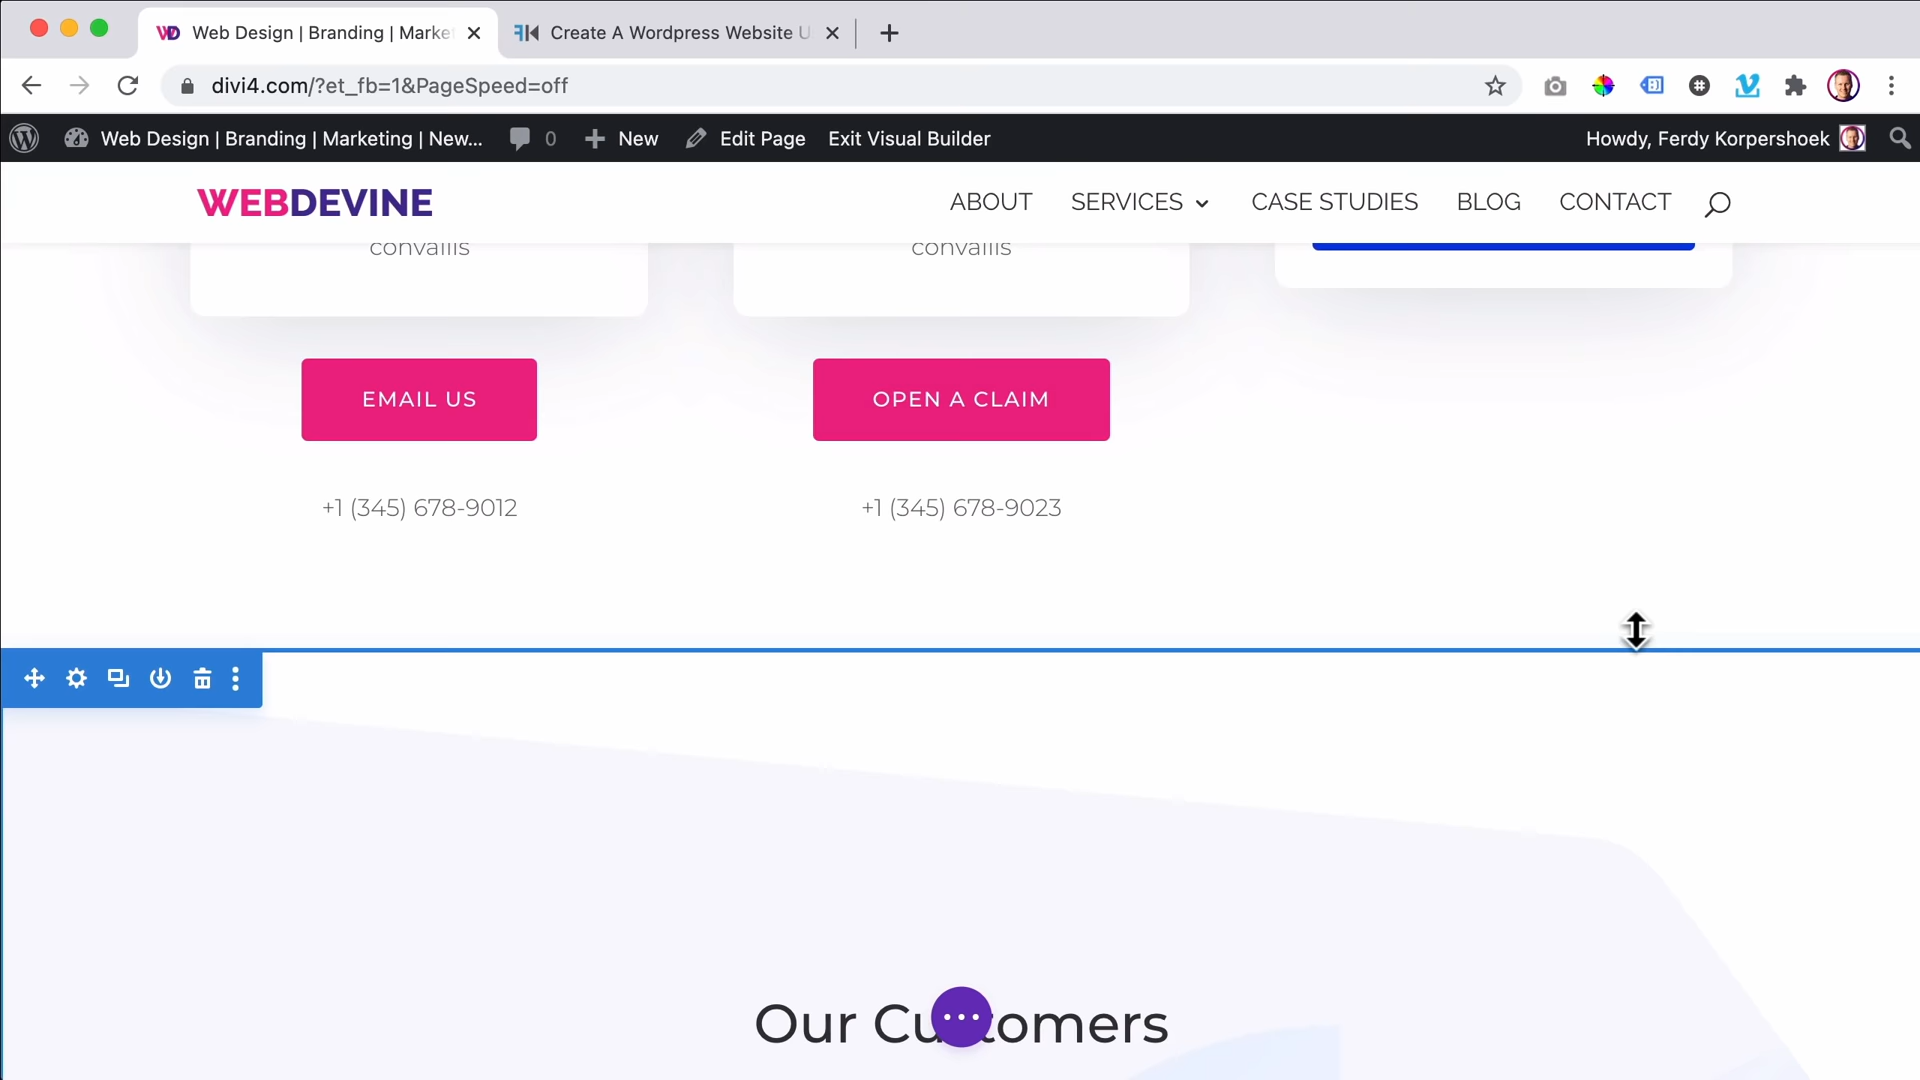 Web Design | Branding | Marke
Create A Wordpress Website U
divi4.com/?et_fb=1&PageSpeed=off
Web Design | Branding | Marketing | New...
0
New
Edit Page
Exit Visual Builder
Howdy, Ferdy Korpershoek
WEBDEVINE
ABOUT
SERVICES
CASE STUDIES
BLOG
CONTACT
convallis
convallis
EMAIL US
OPEN A CLAIM
+1 (345) 678-9012
+1 (345) 678-9023
Our Customers